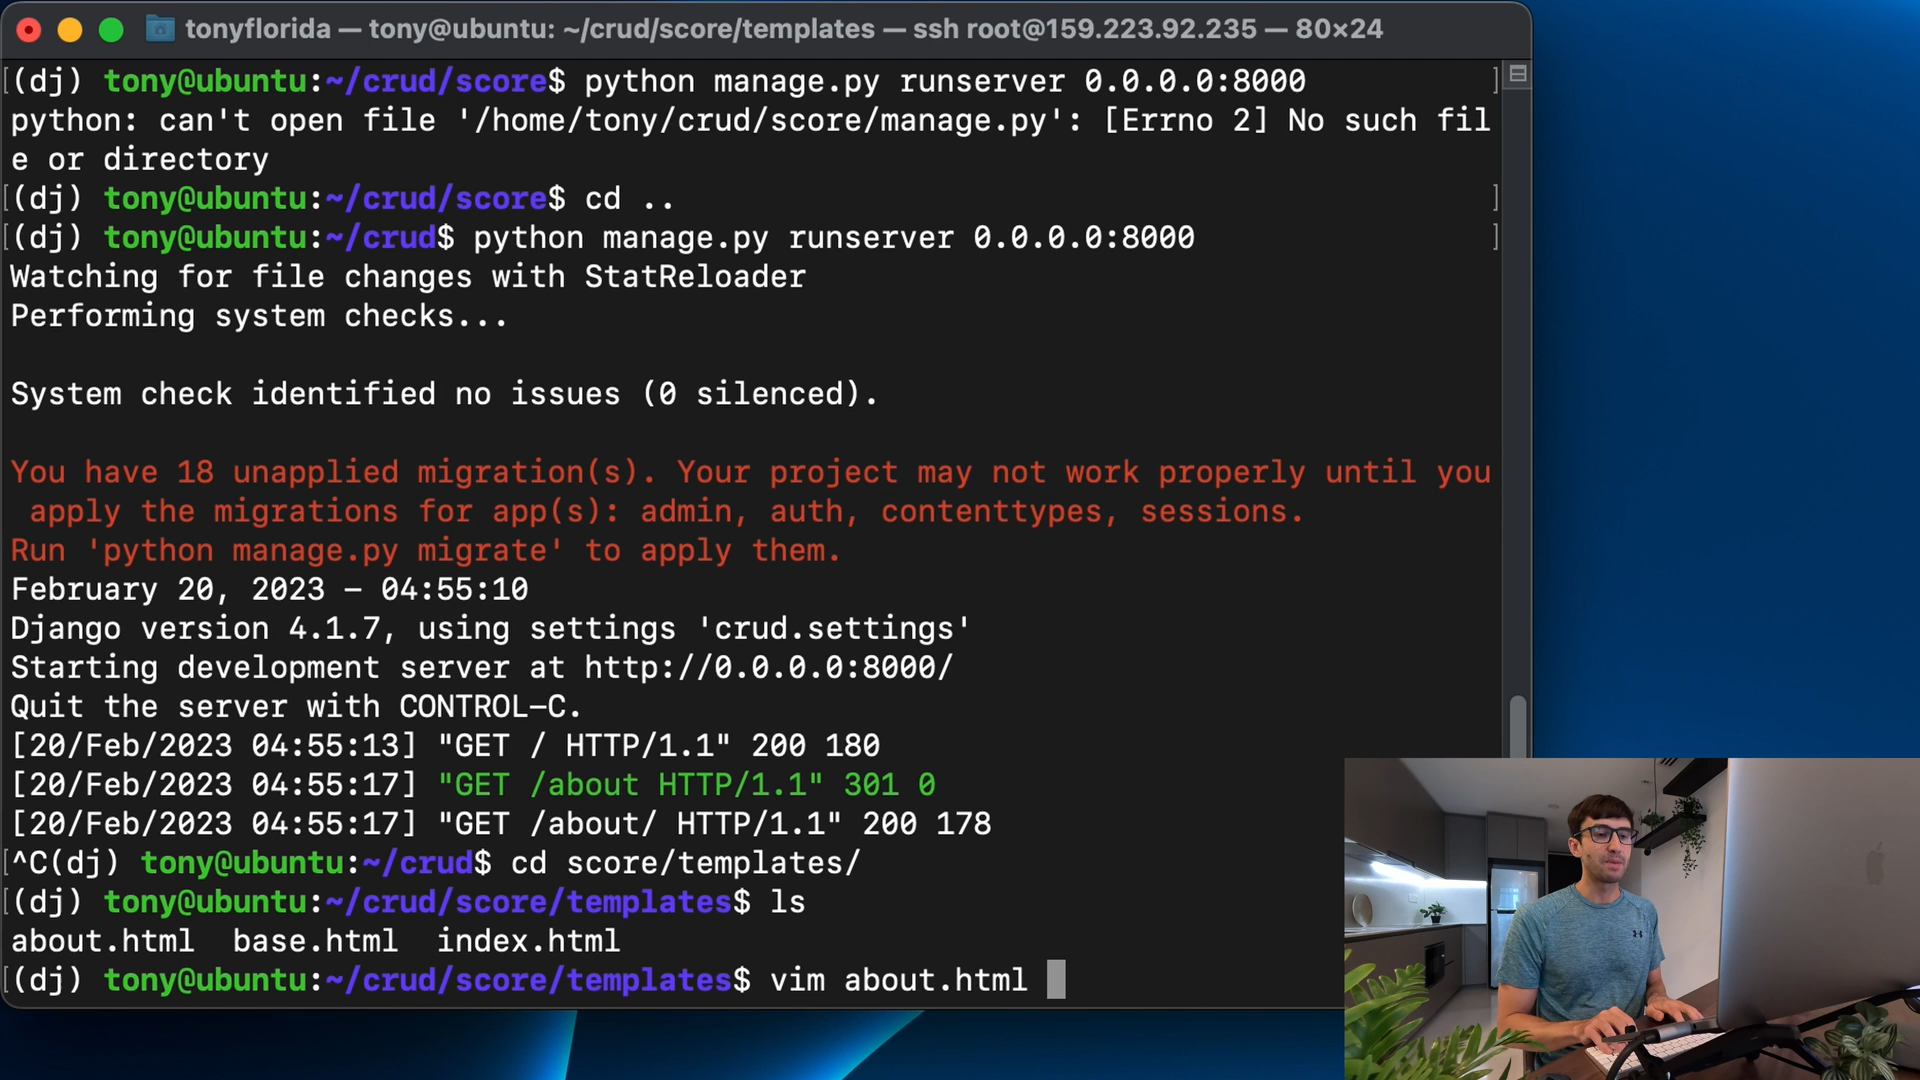 tonyflorida — tony@ubuntu: ~/crud/score/templates — ssh root@159.223.92.235 — 80×24
[(dj) tony@ubuntu:~/crud/score$ python manage.py runserver 0.0.0.0:8000 ]
python: can't open file '/home/tony/crud/score/manage.py': [Errno 2] No such fil
e or directory
[(dj) tony@ubuntu:~/crud/score$ cd .. ]
[(dj) tony@ubuntu:~/crud$ python manage.py runserver 0.0.0.0:8000 ]
Watching for file changes with StatReloader
Performing system checks...
System check identified no issues (0 silenced).
You have 18 unapplied migration(s). Your project may not work properly until you
 apply the migrations for app(s): admin, auth, contenttypes, sessions.
Run 'python manage.py migrate' to apply them.
February 20, 2023 - 04:55:10
Django version 4.1.7, using settings 'crud.settings'
Starting development server at http://0.0.0.0:8000/
Quit the server with CONTROL-C.
[20/Feb/2023 04:55:13] "GET / HTTP/1.1" 200 180
[20/Feb/2023 04:55:17] "GET /about HTTP/1.1" 301 0
[20/Feb/2023 04:55:17] "GET /about/ HTTP/1.1" 200 178
[^C(dj) tony@ubuntu:~/crud$ cd score/templates/
[(dj) tony@ubuntu:~/crud/score/templates$ ls
about.html  base.html  index.html
[(dj) tony@ubuntu:~/crud/score/templates$ vim about.html